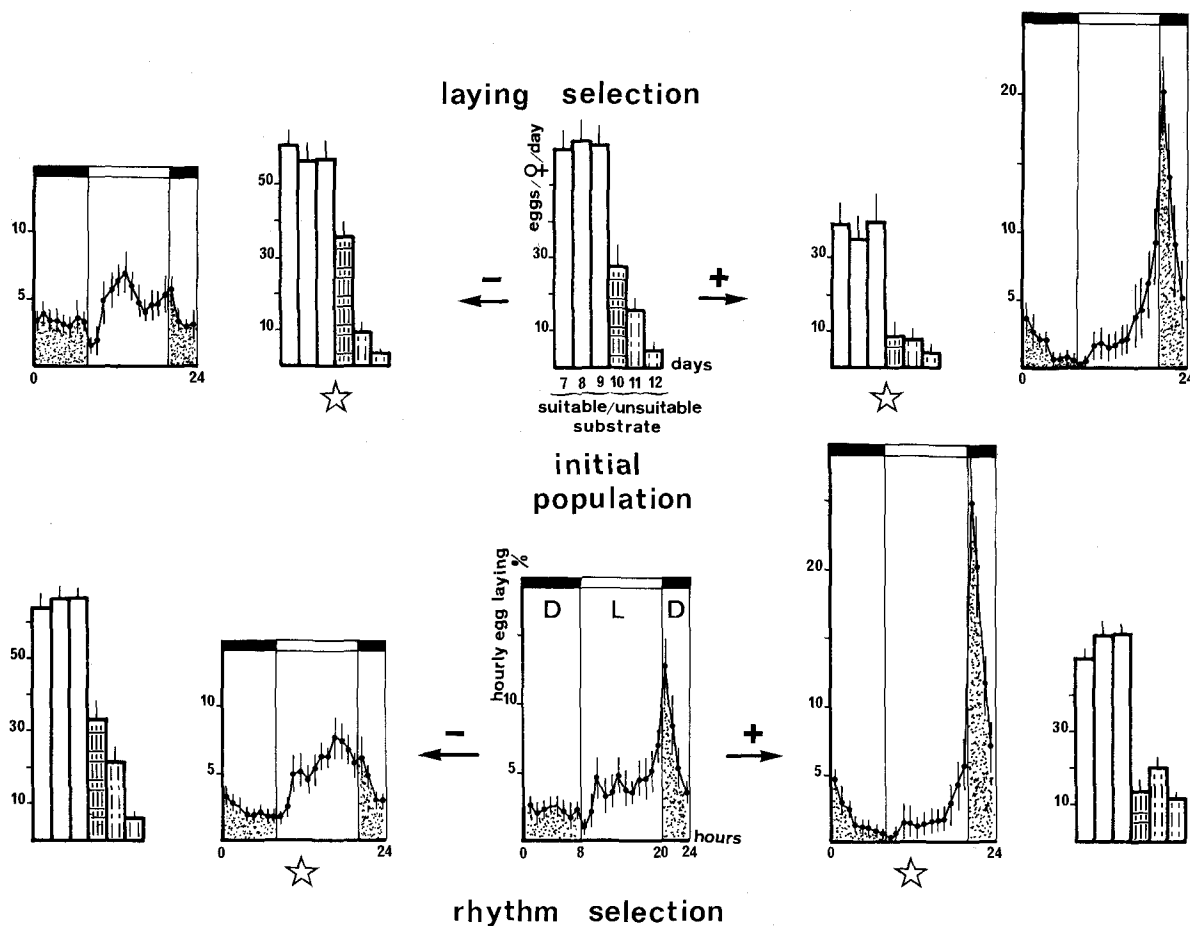 laying selection
20
10
5
10
5
0
24
50
30
10
eggs/♀/day
30
10
− +
7 8 9 10 11 12 days
suitable/unsuitable
substrate
30
10
0
24
initial
population
50
30
10
10
5
0
24
hourly egg laying
%
D L D
10
5
0 8 20 24
hours
− +
20
10
5
0
24
30
10
rhythm selection